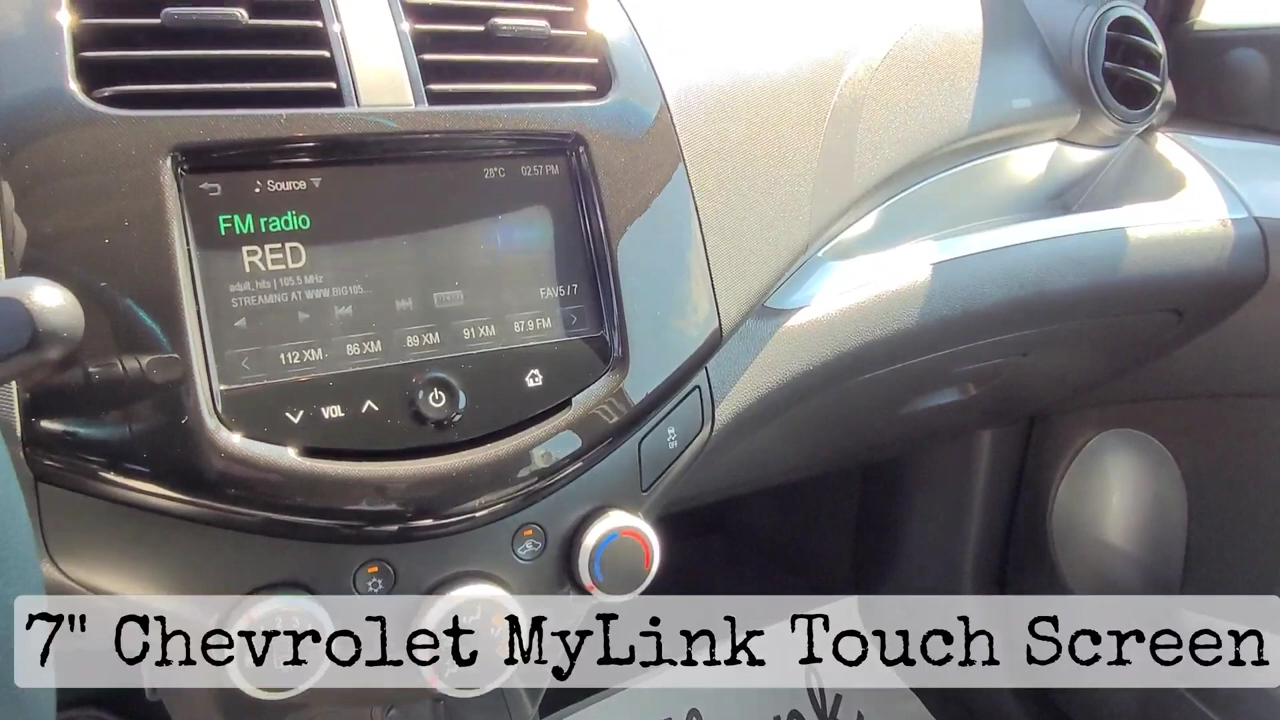 Source
28°C 02:57 PM
FM radio
RED
adult, hits | 105.5 MHz
STREAMING AT WWW.BIG105...
FAV5 / 7
112 XM 86 XM 89 XM 91 XM 87.9 FM
VOL
OFF
7" Chevrolet MyLink Touch Screen